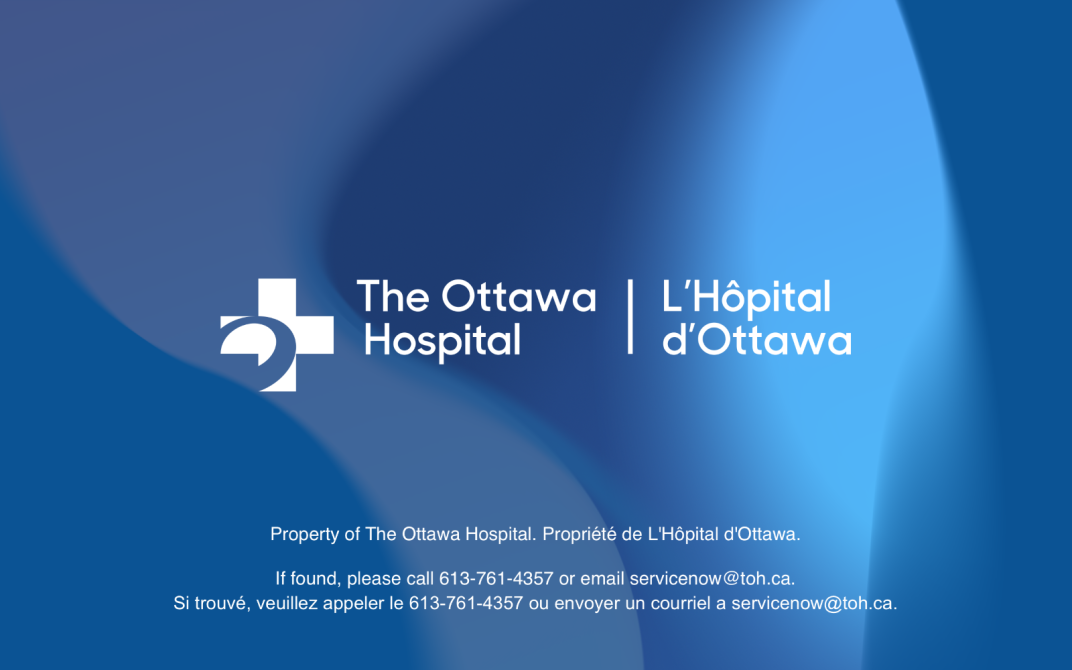 The Ottawa
Hospital
L'Hôpital
d'Ottawa
Property of The Ottawa Hospital. Propriété de L'Hôpital d'Ottawa.
If found, please call 613-761-4357 or email servicenow@toh.ca.
Si trouvé, veuillez appeler le 613-761-4357 ou envoyer un courriel a servicenow@toh.ca.